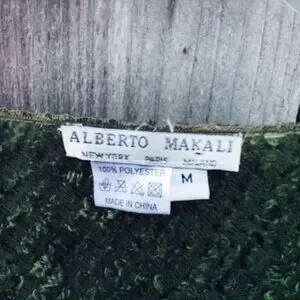 ALBERTO MAKALI
NEW YORK PARIS MILANO
100% POLYESTER
M
MADE IN CHINA